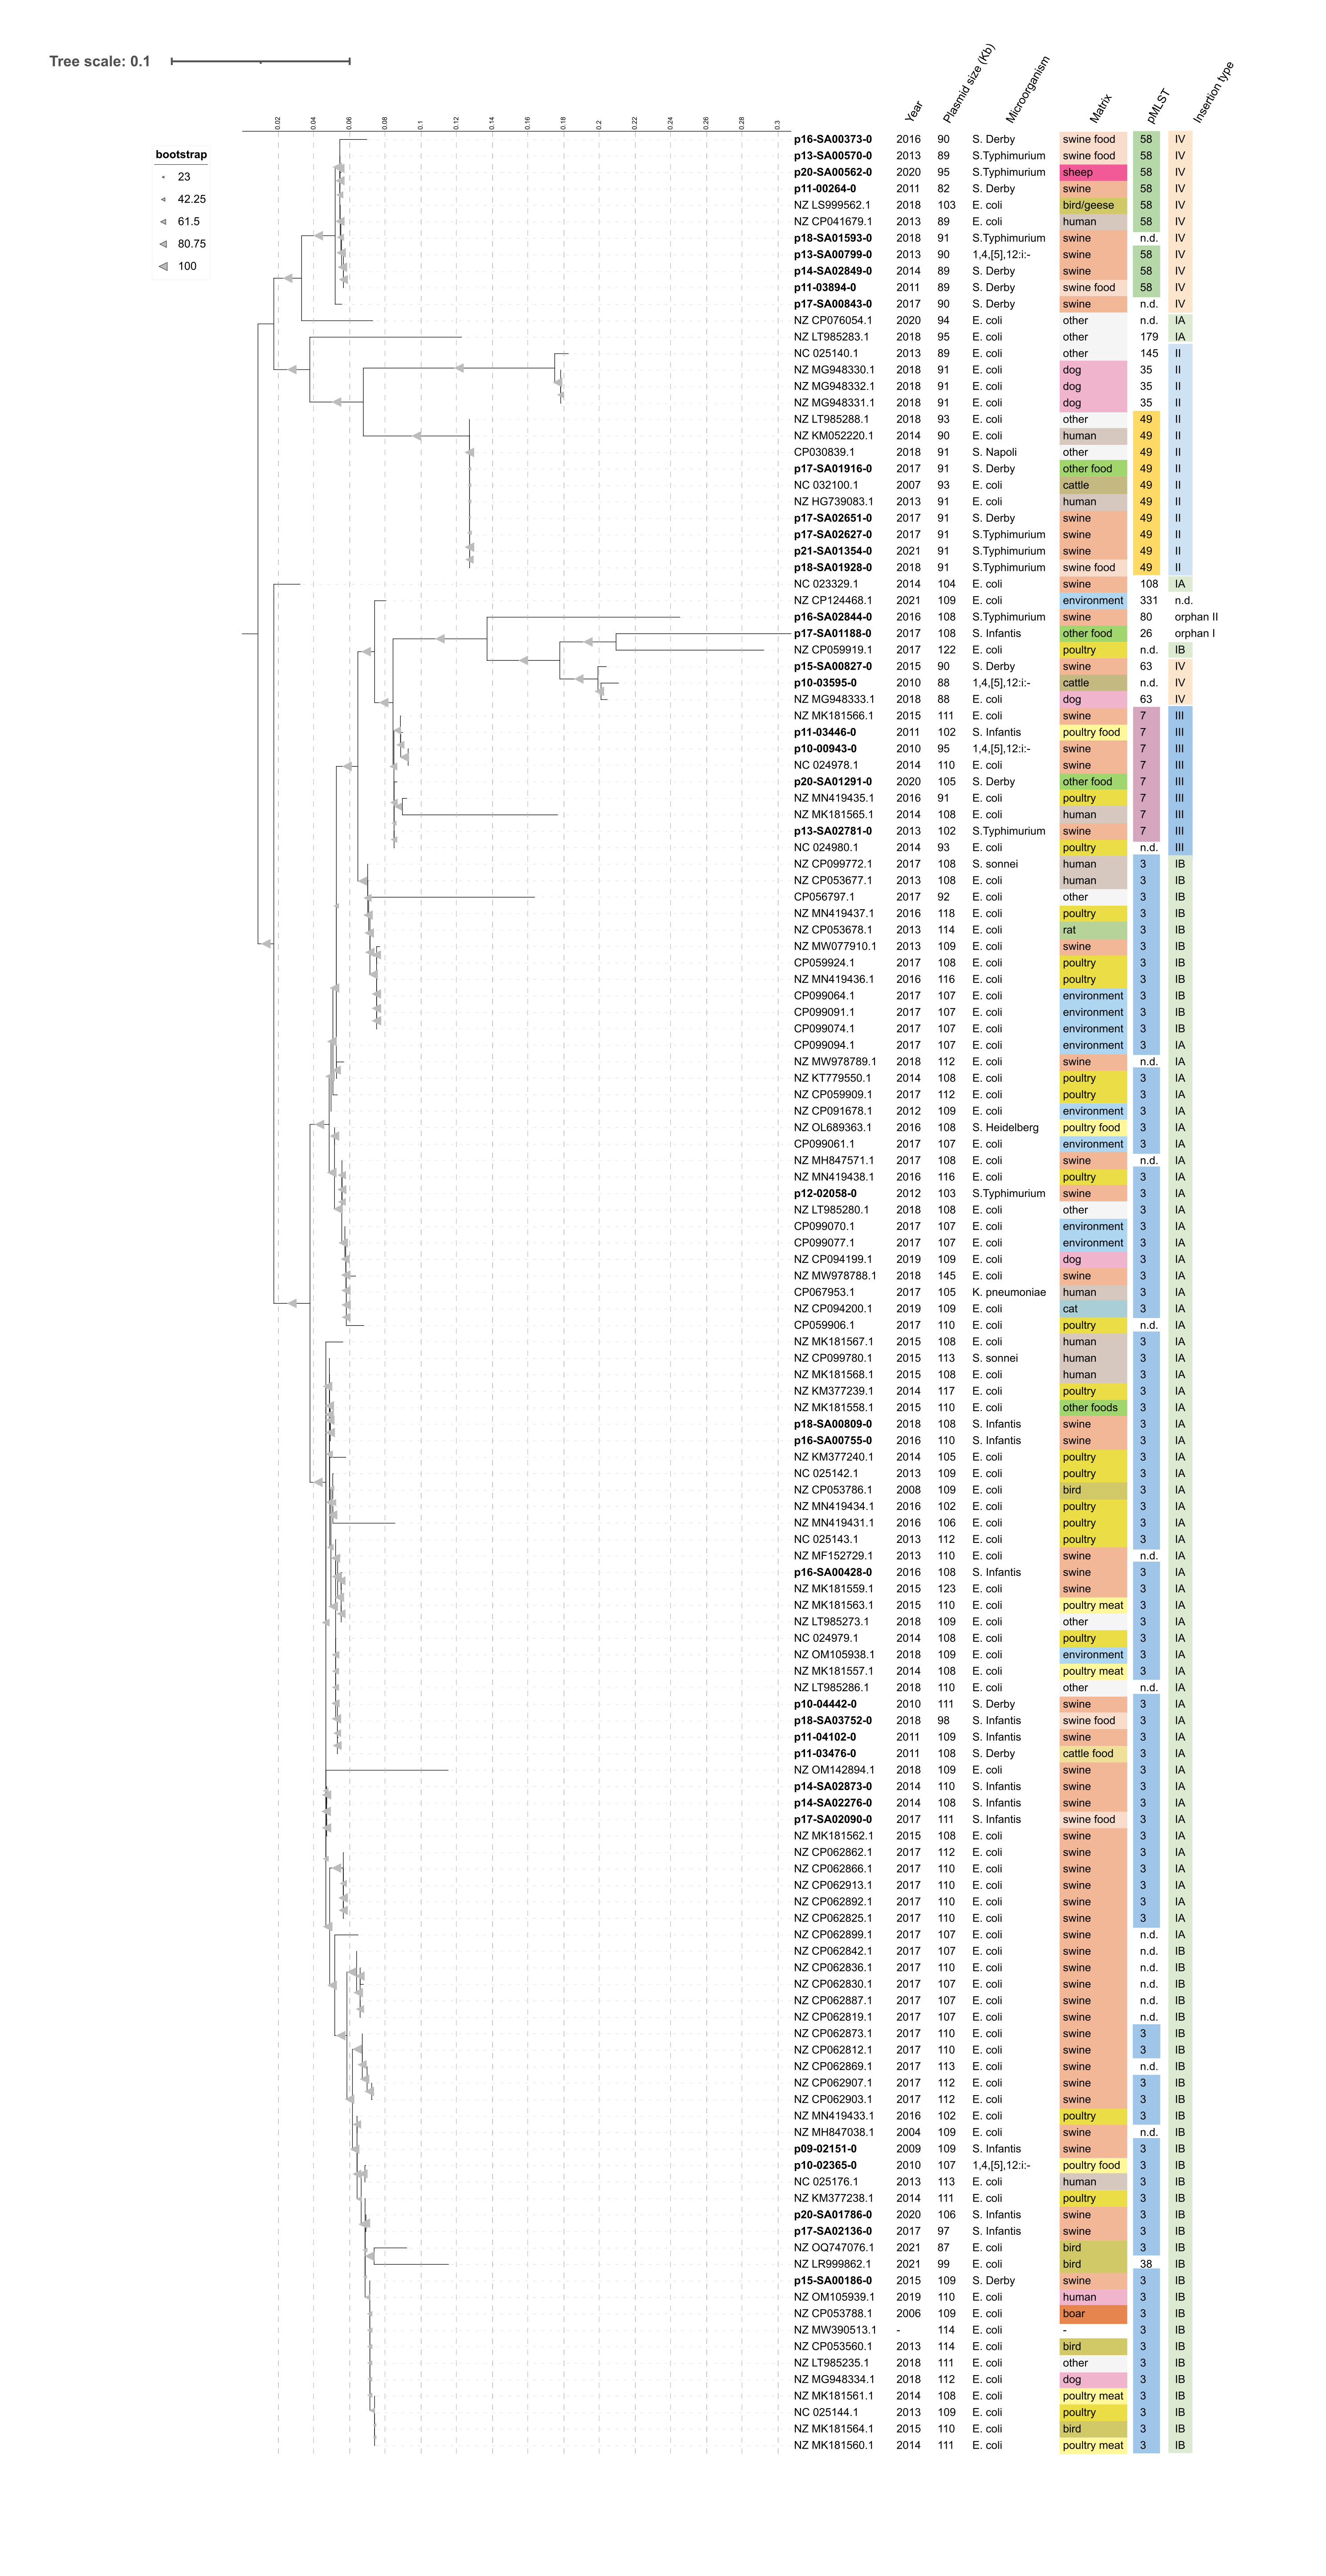 Tree scale: 0.1
Year Plasmid size (Kb) Microorganism Matrix pMLST Insertion type
0.02 0.04 0.06 0.08 0.1 0.12 0.14 0.16 0.18 0.2 0.22 0.24 0.26 0.28 0.3
bootstrap
23
42.25
61.5
80.75
100
p16-SA00373-0 2016 90 S. Derby swine food 58 IV
p13-SA00570-0 2013 89 S.Typhimurium swine food 58 IV
p20-SA00562-0 2020 95 S.Typhimurium sheep 58 IV
p11-00264-0 2011 82 S. Derby swine 58 IV
NZ LS999562.1 2018 103 E. coli bird/geese 58 IV
NZ CP041679.1 2013 89 E. coli human 58 IV
p18-SA01593-0 2018 91 S.Typhimurium swine n.d. IV
p13-SA00799-0 2013 90 1,4,[5],12:i:- swine 58 IV
p14-SA02849-0 2014 89 S. Derby swine 58 IV
p11-03894-0 2011 89 S. Derby swine food 58 IV
p17-SA00843-0 2017 90 S. Derby swine n.d. IV
NZ CP076054.1 2020 94 E. coli other n.d. IA
NZ LT985283.1 2018 95 E. coli other 179 IA
NC 025140.1 2013 89 E. coli other 145 II
NZ MG948330.1 2018 91 E. coli dog 35 II
NZ MG948332.1 2018 91 E. coli dog 35 II
NZ MG948331.1 2018 91 E. coli dog 35 II
NZ LT985288.1 2018 93 E. coli other 49 II
NZ KM052220.1 2014 90 E. coli human 49 II
CP030839.1 2018 91 S. Napoli other 49 II
p17-SA01916-0 2017 91 S. Derby other food 49 II
NC 032100.1 2007 93 E. coli cattle 49 II
NZ HG739083.1 2013 91 E. coli human 49 II
p17-SA02651-0 2017 91 S. Derby swine 49 II
p17-SA02627-0 2017 91 S.Typhimurium swine 49 II
p21-SA01354-0 2021 91 S.Typhimurium swine 49 II
p18-SA01928-0 2018 91 S.Typhimurium swine food 49 II
NC 023329.1 2014 104 E. coli swine 108 IA
NZ CP124468.1 2021 109 E. coli environment 331 n.d.
p16-SA02844-0 2016 108 S.Typhimurium swine 80 orphan II
p17-SA01188-0 2017 108 S. Infantis other food 26 orphan I
NZ CP059919.1 2017 122 E. coli poultry n.d. IB
p15-SA00827-0 2015 90 S. Derby swine 63 IV
p10-03595-0 2010 88 1,4,[5],12:i:- cattle n.d. IV
NZ MG948333.1 2018 88 E. coli dog 63 IV
NZ MK181566.1 2015 111 E. coli swine 7 III
p11-03446-0 2011 102 S. Infantis poultry food 7 III
p10-00943-0 2010 95 1,4,[5],12:i:- swine 7 III
NC 024978.1 2014 110 E. coli swine 7 III
p20-SA01291-0 2020 105 S. Derby other food 7 III
NZ MN419435.1 2016 91 E. coli poultry 7 III
NZ MK181565.1 2014 108 E. coli human 7 III
p13-SA02781-0 2013 102 S.Typhimurium swine 7 III
NC 024980.1 2014 93 E. coli poultry n.d. III
NZ CP099772.1 2017 108 S. sonnei human 3 IB
NZ CP053677.1 2013 108 E. coli human 3 IB
CP056797.1 2017 92 E. coli other 3 IB
NZ MN419437.1 2016 118 E. coli poultry 3 IB
NZ CP053678.1 2013 114 E. coli rat 3 IB
NZ MW077910.1 2013 109 E. coli swine 3 IB
CP059924.1 2017 108 E. coli poultry 3 IB
NZ MN419436.1 2016 116 E. coli poultry 3 IB
CP099064.1 2017 107 E. coli environment 3 IB
CP099091.1 2017 107 E. coli environment 3 IB
CP099074.1 2017 107 E. coli environment 3 IB
CP099094.1 2017 107 E. coli environment 3 IA
NZ MW978789.1 2018 112 E. coli swine n.d. IA
NZ KT779550.1 2014 108 E. coli poultry 3 IA
NZ CP059909.1 2017 112 E. coli poultry 3 IA
NZ CP091678.1 2012 109 E. coli environment 3 IA
NZ OL689363.1 2016 108 S. Heidelberg poultry food 3 IA
CP099061.1 2017 107 E. coli environment 3 IA
NZ MH847571.1 2017 108 E. coli swine n.d. IA
NZ MN419438.1 2016 116 E. coli poultry 3 IA
p12-02058-0 2012 103 S.Typhimurium swine 3 IA
NZ LT985280.1 2018 108 E. coli other 3 IA
CP099070.1 2017 107 E. coli environment 3 IA
CP099077.1 2017 107 E. coli environment 3 IA
NZ CP094199.1 2019 109 E. coli dog 3 IA
NZ MW978788.1 2018 145 E. coli swine 3 IA
CP067953.1 2017 105 K. pneumoniae human 3 IA
NZ CP094200.1 2019 109 E. coli cat 3 IA
CP059906.1 2017 110 E. coli poultry n.d. IA
NZ MK181567.1 2015 108 E. coli human 3 IA
NZ CP099780.1 2015 113 S. sonnei human 3 IA
NZ MK181568.1 2015 108 E. coli human 3 IA
NZ KM377239.1 2014 117 E. coli poultry 3 IA
NZ MK181558.1 2015 110 E. coli other foods 3 IA
p18-SA00809-0 2018 108 S. Infantis swine 3 IA
p16-SA00755-0 2016 110 S. Infantis swine 3 IA
NZ KM377240.1 2014 105 E. coli poultry 3 IA
NC 025142.1 2013 109 E. coli poultry 3 IA
NZ CP053786.1 2008 109 E. coli bird 3 IA
NZ MN419434.1 2016 102 E. coli poultry 3 IA
NZ MN419431.1 2016 106 E. coli poultry 3 IA
NC 025143.1 2013 112 E. coli poultry 3 IA
NZ MF152729.1 2013 110 E. coli swine n.d. IA
p16-SA00428-0 2016 108 S. Infantis swine 3 IA
NZ MK181559.1 2015 123 E. coli swine 3 IA
NZ MK181563.1 2015 110 E. coli poultry meat 3 IA
NZ LT985273.1 2018 109 E. coli other 3 IA
NC 024979.1 2014 108 E. coli poultry 3 IA
NZ OM105938.1 2018 109 E. coli environment 3 IA
NZ MK181557.1 2014 108 E. coli poultry meat 3 IA
NZ LT985286.1 2018 110 E. coli other n.d. IA
p10-04442-0 2010 111 S. Derby swine 3 IA
p18-SA03752-0 2018 98 S. Infantis swine food 3 IA
p11-04102-0 2011 109 S. Infantis swine 3 IA
p11-03476-0 2011 108 S. Derby cattle food 3 IA
NZ OM142894.1 2018 109 E. coli swine 3 IA
p14-SA02873-0 2014 110 S. Infantis swine 3 IA
p14-SA02276-0 2014 108 S. Infantis swine 3 IA
p17-SA02090-0 2017 111 S. Infantis swine food 3 IA
NZ MK181562.1 2015 108 E. coli swine 3 IA
NZ CP062862.1 2017 112 E. coli swine 3 IA
NZ CP062866.1 2017 110 E. coli swine 3 IA
NZ CP062913.1 2017 110 E. coli swine 3 IA
NZ CP062892.1 2017 110 E. coli swine 3 IA
NZ CP062825.1 2017 110 E. coli swine 3 IA
NZ CP062899.1 2017 107 E. coli swine n.d. IA
NZ CP062842.1 2017 107 E. coli swine n.d. IB
NZ CP062836.1 2017 110 E. coli swine n.d. IB
NZ CP062830.1 2017 107 E. coli swine n.d. IB
NZ CP062887.1 2017 107 E. coli swine n.d. IB
NZ CP062819.1 2017 107 E. coli swine n.d. IB
NZ CP062873.1 2017 110 E. coli swine 3 IB
NZ CP062812.1 2017 110 E. coli swine 3 IB
NZ CP062869.1 2017 113 E. coli swine n.d. IB
NZ CP062907.1 2017 112 E. coli swine 3 IB
NZ CP062903.1 2017 112 E. coli swine 3 IB
NZ MN419433.1 2016 102 E. coli poultry 3 IB
NZ MH847038.1 2004 109 E. coli swine n.d. IB
p09-02151-0 2009 109 S. Infantis swine 3 IB
p10-02365-0 2010 107 1,4,[5],12:i:- poultry food 3 IB
NC 025176.1 2013 113 E. coli human 3 IB
NZ KM377238.1 2014 111 E. coli poultry 3 IB
p20-SA01786-0 2020 106 S. Infantis swine 3 IB
p17-SA02136-0 2017 97 S. Infantis swine 3 IB
NZ OQ747076.1 2021 87 E. coli bird 3 IB
NZ LR999862.1 2021 99 E. coli bird 38 IB
p15-SA00186-0 2015 109 S. Derby swine 3 IB
NZ OM105939.1 2019 110 E. coli human 3 IB
NZ CP053788.1 2006 109 E. coli boar 3 IB
NZ MW390513.1 - 114 E. coli - 3 IB
NZ CP053560.1 2013 114 E. coli bird 3 IB
NZ LT985235.1 2018 111 E. coli other 3 IB
NZ MG948334.1 2018 112 E. coli dog 3 IB
NZ MK181561.1 2014 108 E. coli poultry meat 3 IB
NC 025144.1 2013 109 E. coli poultry 3 IB
NZ MK181564.1 2015 110 E. coli bird 3 IB
NZ MK181560.1 2014 111 E. coli poultry meat 3 IB